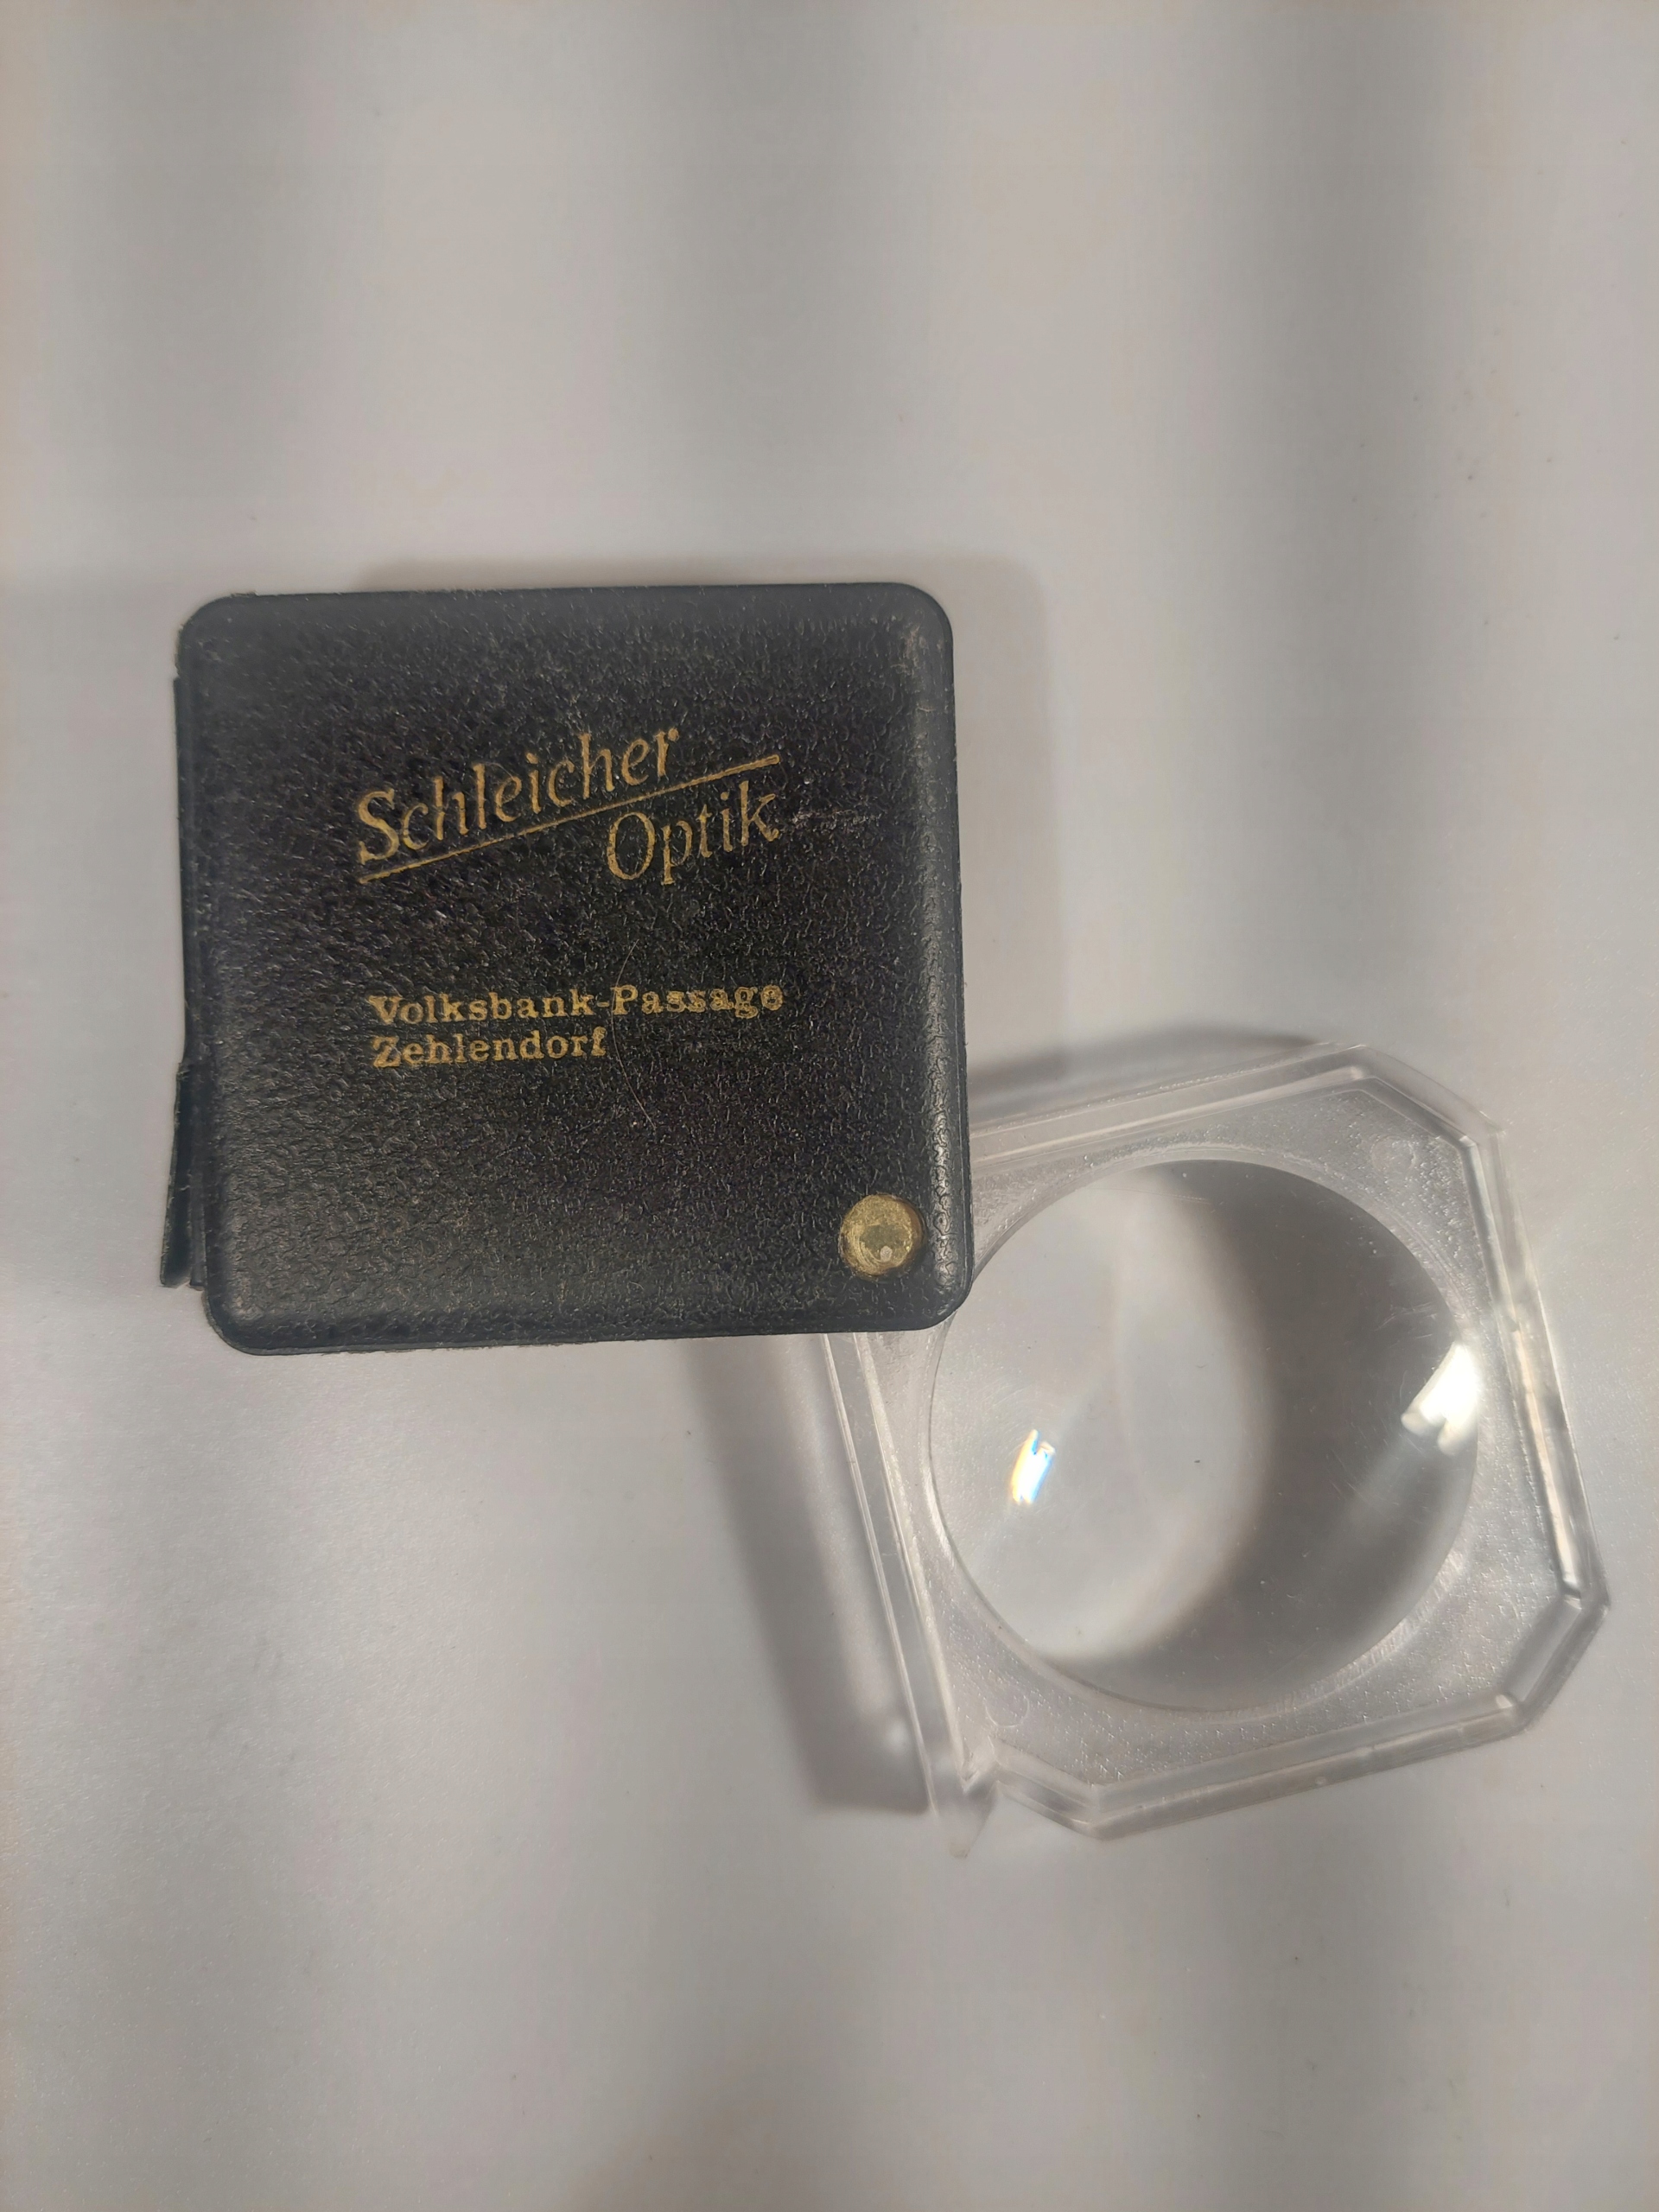 Schleicher
Optik
Volksbank-Passage
Zehlendorf